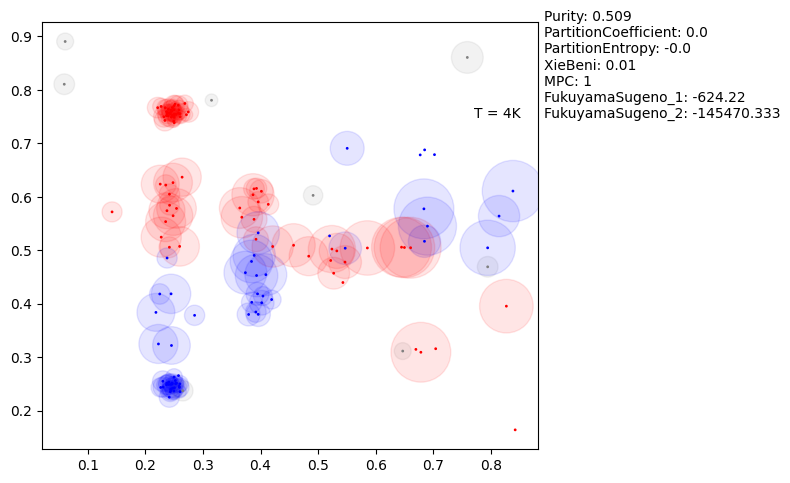 Purity: 0.509
PartitionCoefficient: 0.0
PartitionEntropy: -0.0
XieBeni: 0.01
MPC: 1
FukuyamaSugeno_1: -624.22
FukuyamaSugeno_2: -145470.333
T = 4K
0.9
0.8
0.7
0.6
0.5
0.4
0.3
0.2
0.1 0.2 0.3 0.4 0.5 0.6 0.7 0.8